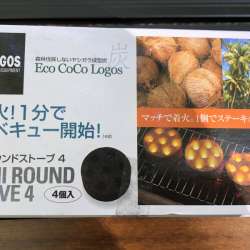 OGOS
EQUIPMENT
森林伐採しないヤシガラ成型炭
Eco CoCo Logos
炭
火!1分で
ベキュー開始!
ウンドストーブ 4
I ROUND
VE 4
4個入
マッチで着火。1個でステーキ